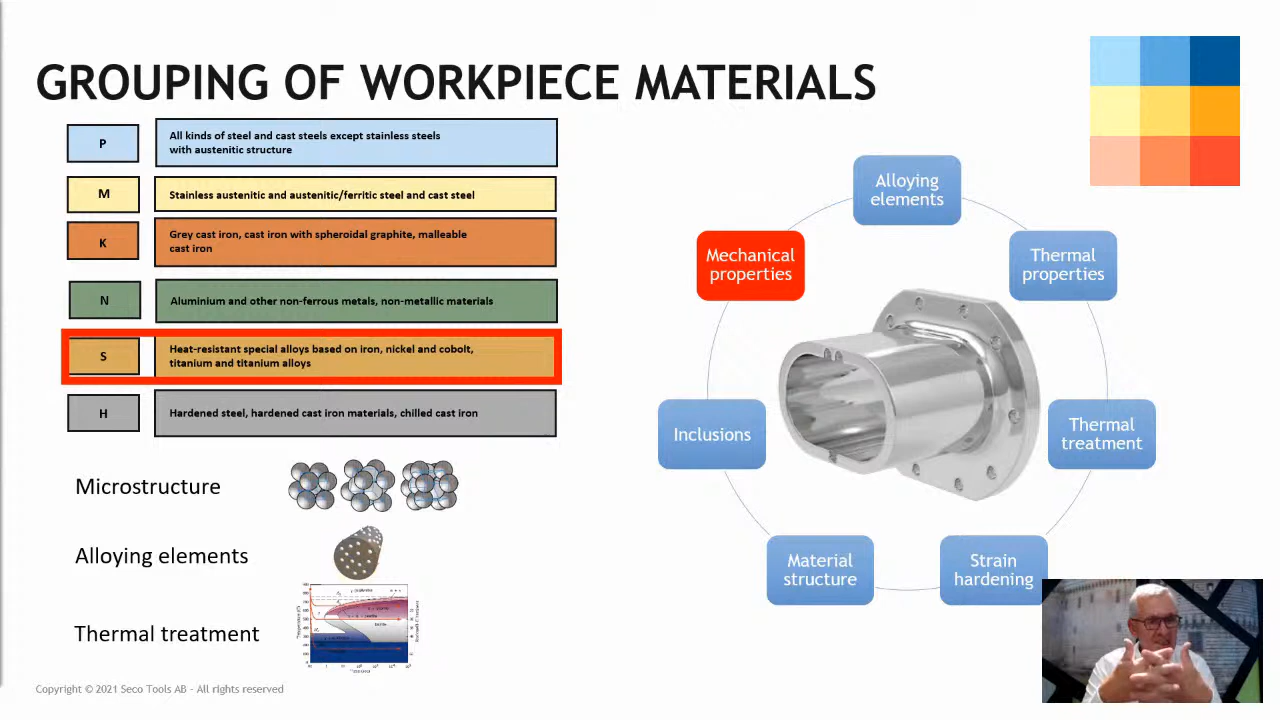 GROUPING OF WORKPIECE MATERIALS
P
All kinds of steel and cast steels except stainless steels
with austenitic structure
M
Stainless austenitic and austenitic/ferritic steel and cast steel
K
Grey cast iron, cast iron with spheroidal graphite, malleable
cast iron
N
Aluminium and other non-ferrous metals, non-metallic materials
S
Heat-resistant special alloys based on iron, nickel and cobolt,
titanium and titanium alloys
H
Hardened steel, hardened cast iron materials, chilled cast iron
Microstructure
Alloying elements
Thermal treatment
Alloying
elements
Mechanical
properties
Thermal
properties
Inclusions
Thermal
treatment
Material
structure
Strain
hardening
Copyright © 2021 Seco Tools AB - All rights reserved